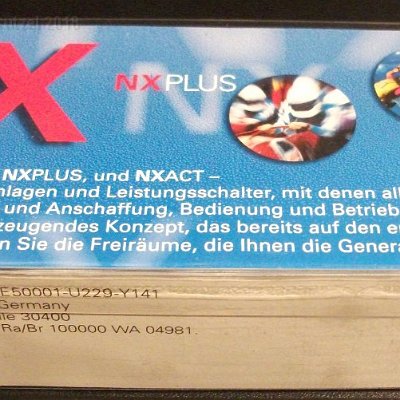 2011
X
NXPLUS
NXPLUS, und NXACT –
nlagen und Leistungsschalter, mit denen all
und Anschaffung, Bedienung und Betrieb
zeugendes Konzept, das bereits auf den e
n Sie die Freiräume, die Ihnen die Genera
E50001-U229-Y141
Germany
30400
Ra/Br 100000 WA 04981.